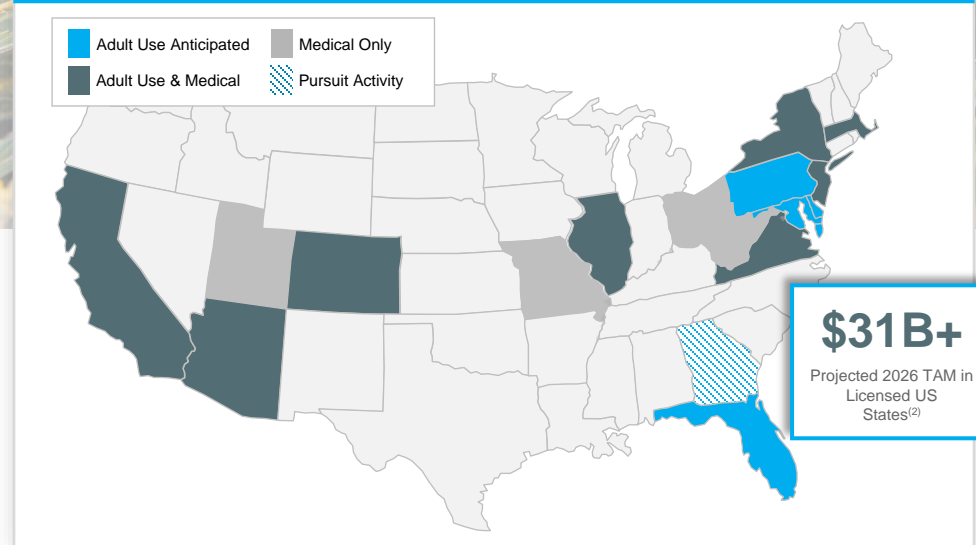 Adult Use Anticipated
Medical Only
Adult Use & Medical
Pursuit Activity
$31B+
Projected 2026 TAM in
Licensed US
States(2)